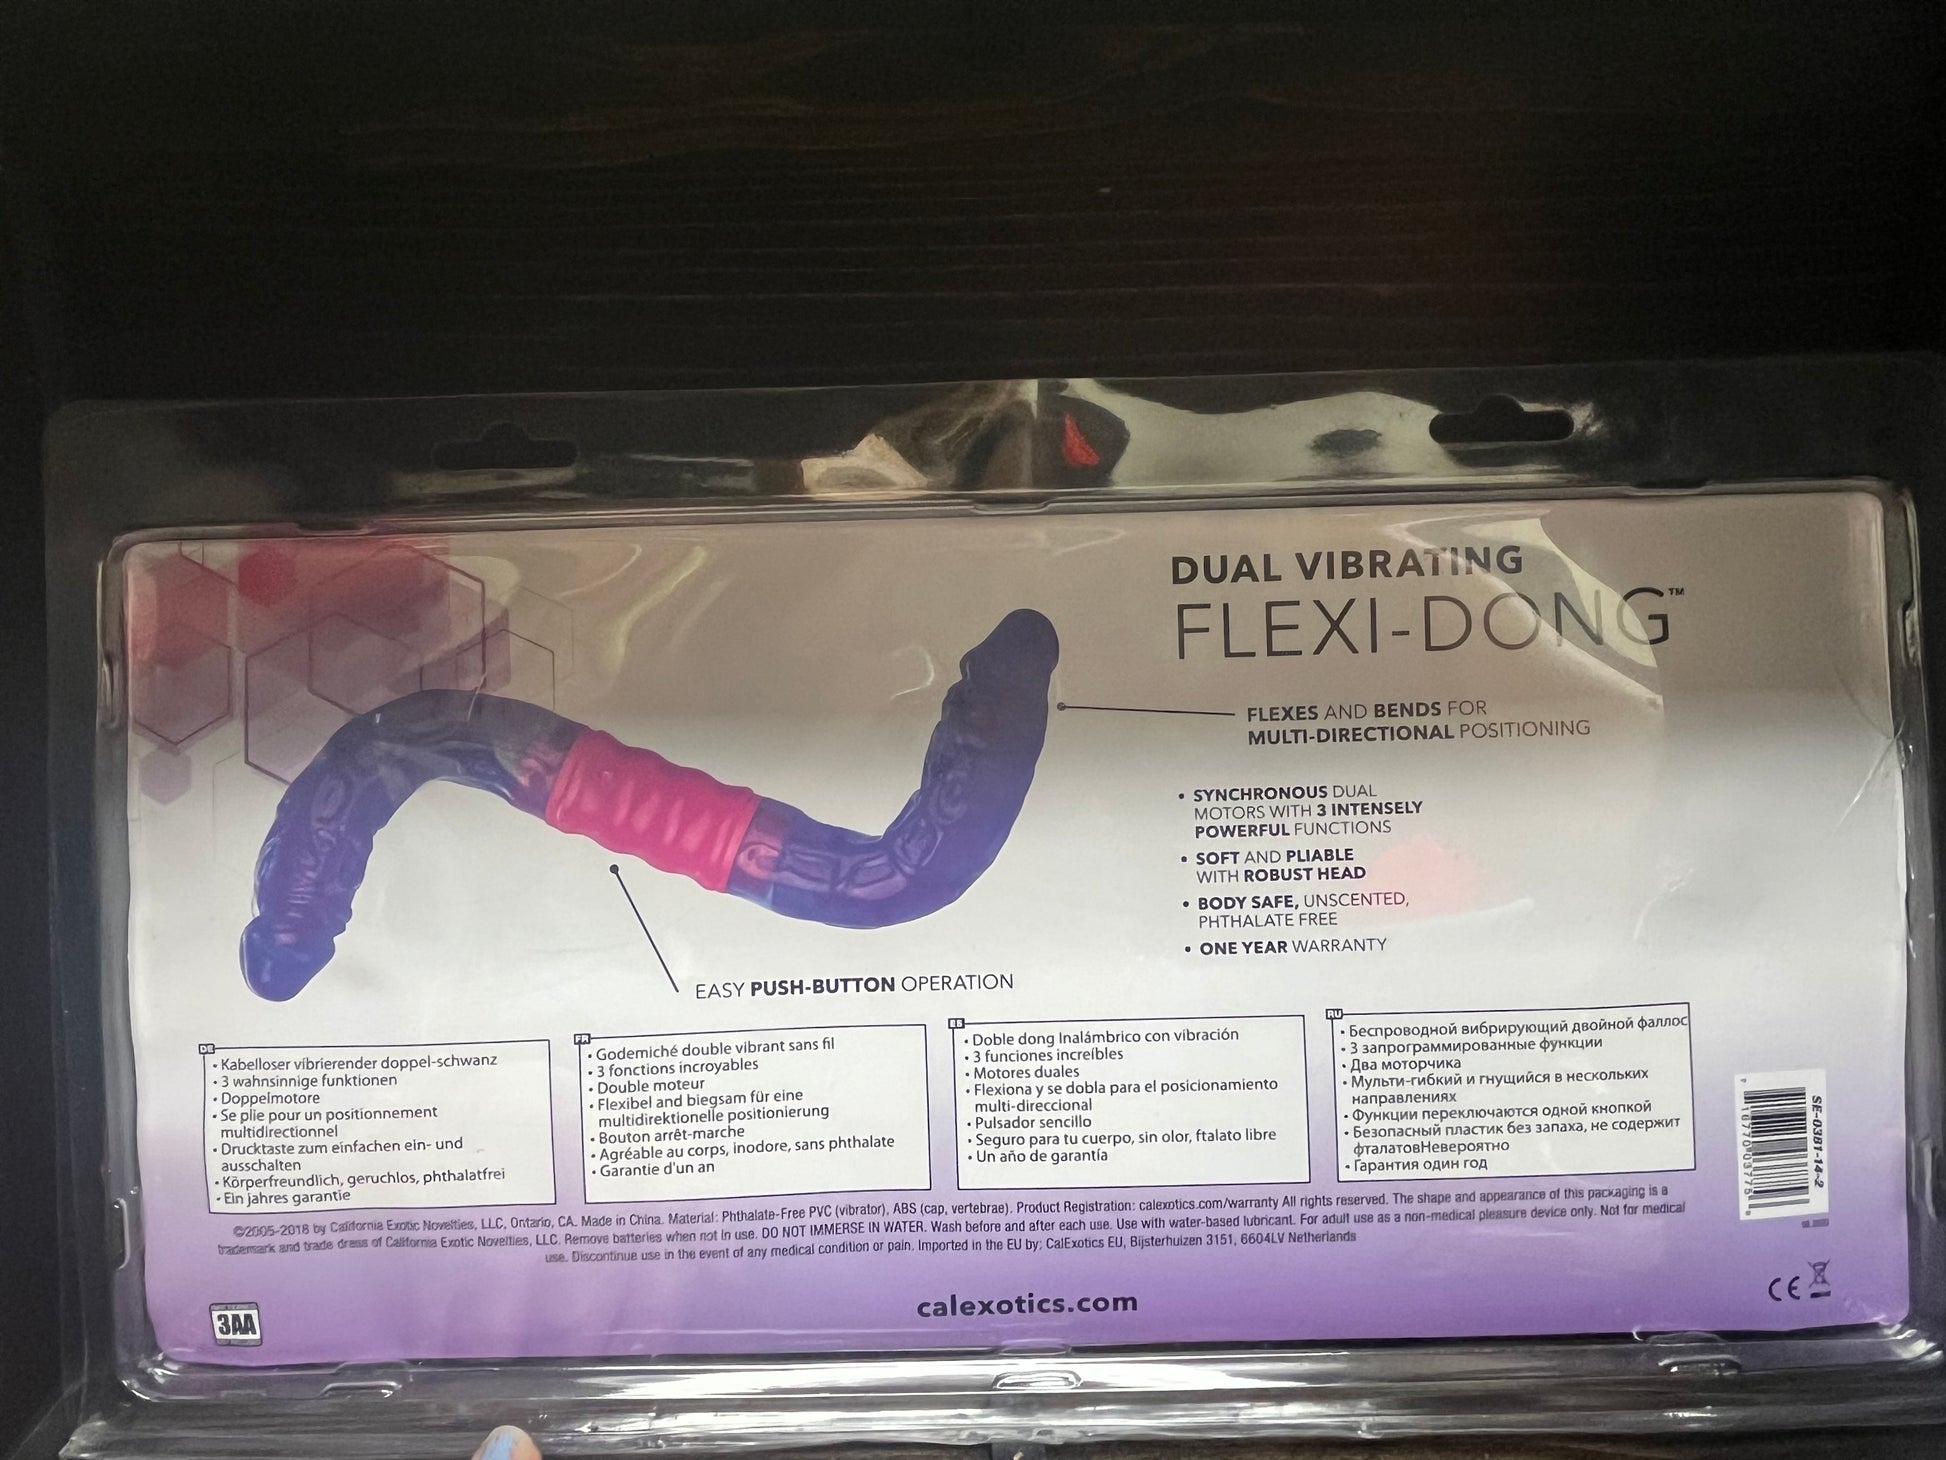 DUAL VIBRATING
FLEXI-DONG™
FLEXES AND BENDS FOR
MULTI-DIRECTIONAL POSITIONING
• SYNCHRONOUS DUAL
MOTORS WITH 3 INTENSELY
POWERFUL FUNCTIONS
• SOFT AND PLIABLE
WITH ROBUST HEAD
• BODY SAFE, UNSCENTED,
PHTHALATE FREE
• ONE YEAR WARRANTY
EASY PUSH-BUTTON OPERATION
DE
• Kabelloser vibrierender doppel-schwanz
• 3 wahnsinnige funktionen
• Doppelmotore
• Se plie pour un positionnement
multidirectionnel
• Drucktaste zum einfachen ein- und
ausschalten
• Körperfreundlich, geruchlos, phthalatfrei
• Ein jahres garantie
FR
• Godemiché double vibrant sans fil
• 3 fonctions incroyables
• Double moteur
• Flexibel and biegsam für eine
multidirektionelle positionierung
• Bouton arrêt-marche
• Agréable au corps, inodore, sans phthalate
• Garantie d'un an
• Doble dong Inalámbrico con vibración
• 3 funciones increíbles
• Motores duales
• Flexiona y se dobla para el posicionamiento
multi-direccional
• Pulsador sencillo
• Seguro para tu cuerpo, sin olor, ftalato libre
• Un año de garantía
RU
• Беспроводной вибрирующий двойной фаллос
• 3 запрограммированные функции
• Два моторчика
• Мульти-гибкий и гнущийся в нескольких
направлениях
• Функции переключаются одной кнопкой
• Безопасный пластик без запаха, не содержит
фталатовНевероятно
• Гарантия один год
SE-0381-14-2
©2005-2018 by California Exotic Novelties, LLC, Ontario, CA. Made in China. Material: Phthalate-Free PVC (vibrator), ABS (cap, vertebrae). Product Registration: calexotics.com/warranty All rights reserved. The shape and appearance of this packaging is a
trademark and trade dress of California Exotic Novelties, LLC. Remove batteries when not in use. DO NOT IMMERSE IN WATER. Wash before and after each use. Use with water-based lubricant. For adult use as a non-medical pleasure device only. Not for medical
use. Discontinue use in the event of any medical condition or pain. Imported in the EU by: CalExotics EU, Bijsterhuizen 3151, 6604LV Netherlands
3AA
calexotics.com
CE